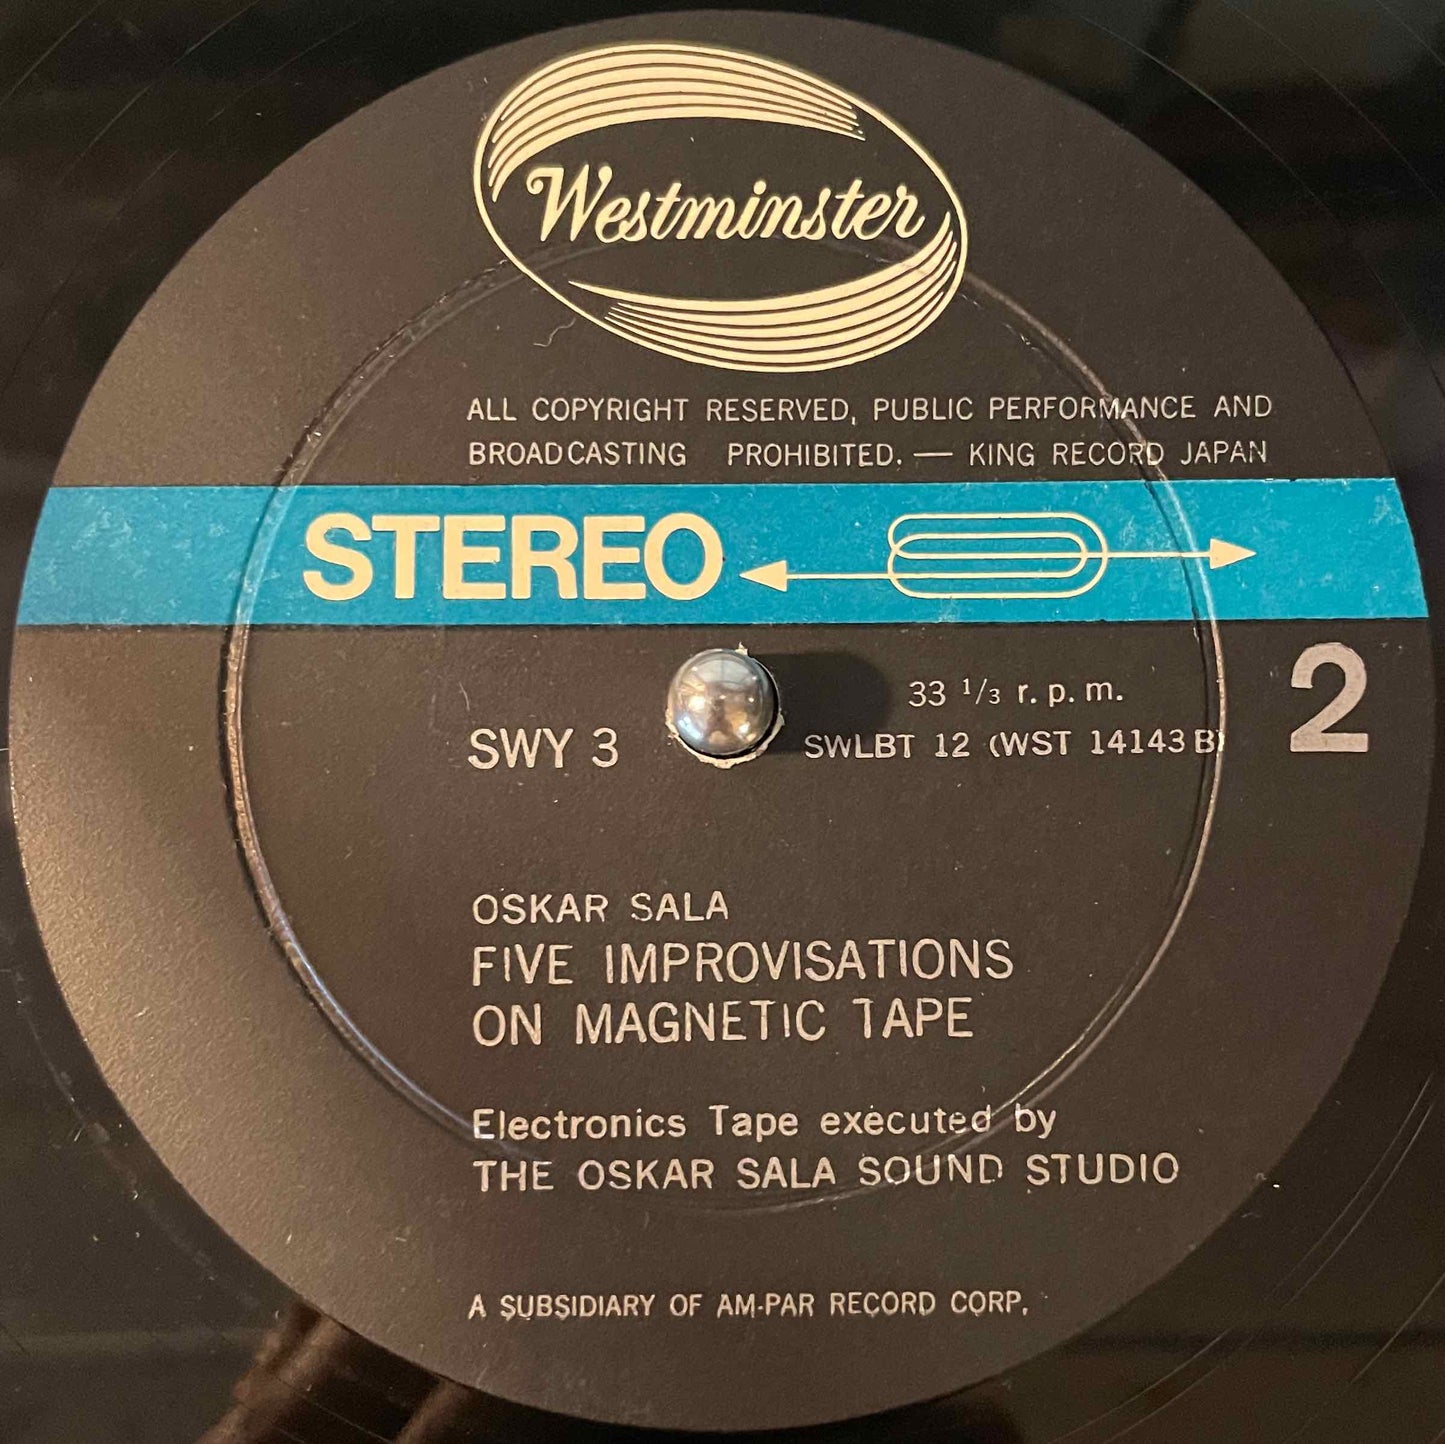 Westminster
ALL COPYRIGHT RESERVED, PUBLIC PERFORMANCE AND
BROADCASTING PROHIBITED. — KING RECORD JAPAN
STEREO
33 1/3 r.p.m.
2
SWY 3
SWLBT 12 (WST 14143 B)
OSKAR SALA
FIVE IMPROVISATIONS
ON MAGNETIC TAPE
Electronics Tape executed by
THE OSKAR SALA SOUND STUDIO
A SUBSIDIARY OF AM-PAR RECORD CORP.